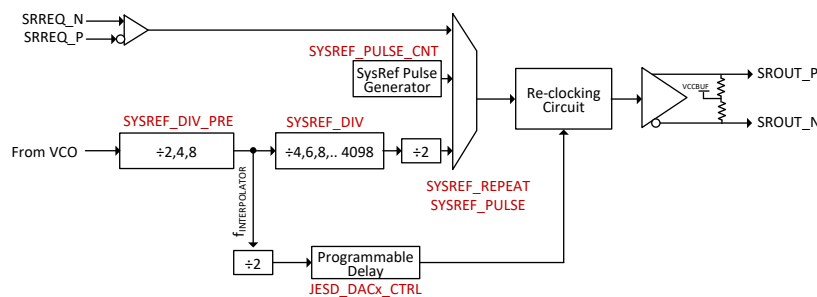 SRREQ_N
SRREQ_P
SYSREF_PULSE_CNT
SysRef Pulse
Generator
Re-clocking
Circuit
VCCBUF
SROUT_P
SROUT_N
SYSREF_DIV_PRE
SYSREF_DIV
From VCO
÷2,4,8
÷4,6,8,.. 4098
÷2
SYSREF_REPEAT
SYSREF_PULSE
fINTERPOLATOR
÷2
Programmable
Delay
JESD_DACx_CTRL